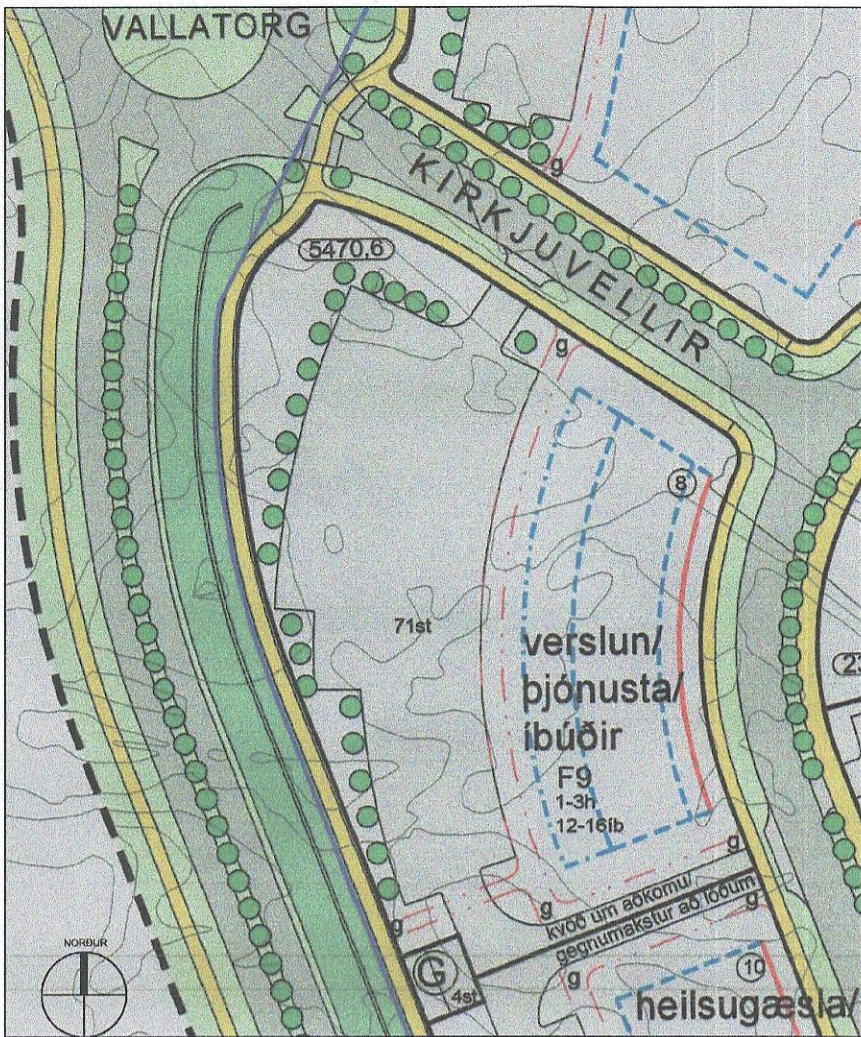 VALLATORG
KIRKJUVELLIR
g
5470,6
g
8
71st
verslun/
þjónusta/
íbúðir
F9
1-3h
12-16íb
g
g
g
g
kvöð um aðkomu/
gegnumakstur að lóðum
g
G
4st
10
heilsugæsla/
NORÐUR